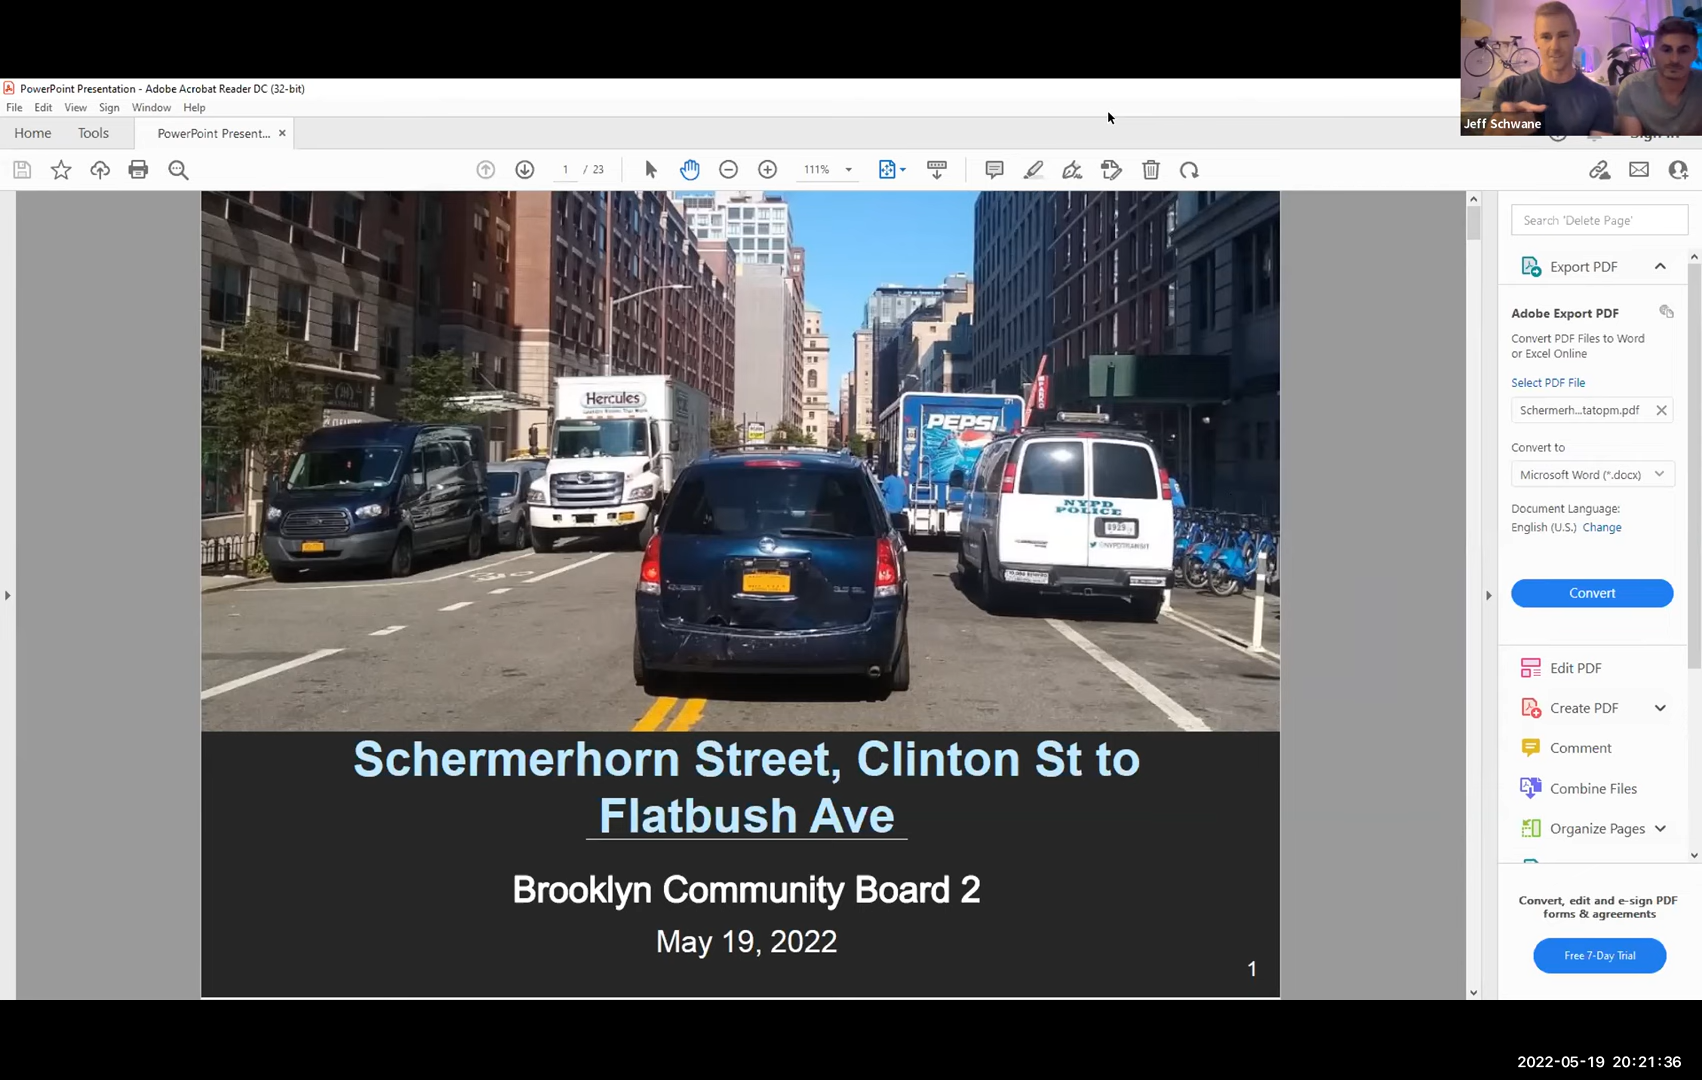 Jeff Schwane
PowerPoint Presentation - Adobe Acrobat Reader DC (32-bit)
File Edit View Sign Window Help
Home Tools PowerPoint Present... ×
1 / 23 111%
Search 'Delete Page'
Export PDF
Adobe Export PDF
Convert PDF Files to Word
or Excel Online
Select PDF File
Schermerh...tatopm.pdf
Convert to
Microsoft Word (*.docx)
Document Language:
English (U.S.) Change
Convert
Edit PDF
Create PDF
Comment
Combine Files
Organize Pages
Convert, edit and e-sign PDF
forms & agreements
Free 7-Day Trial
Hercules
PEPSI
NYPD
POLICE
Schermerhorn Street, Clinton St to
Flatbush Ave
Brooklyn Community Board 2
May 19, 2022
1
2022-05-19 20:21:36